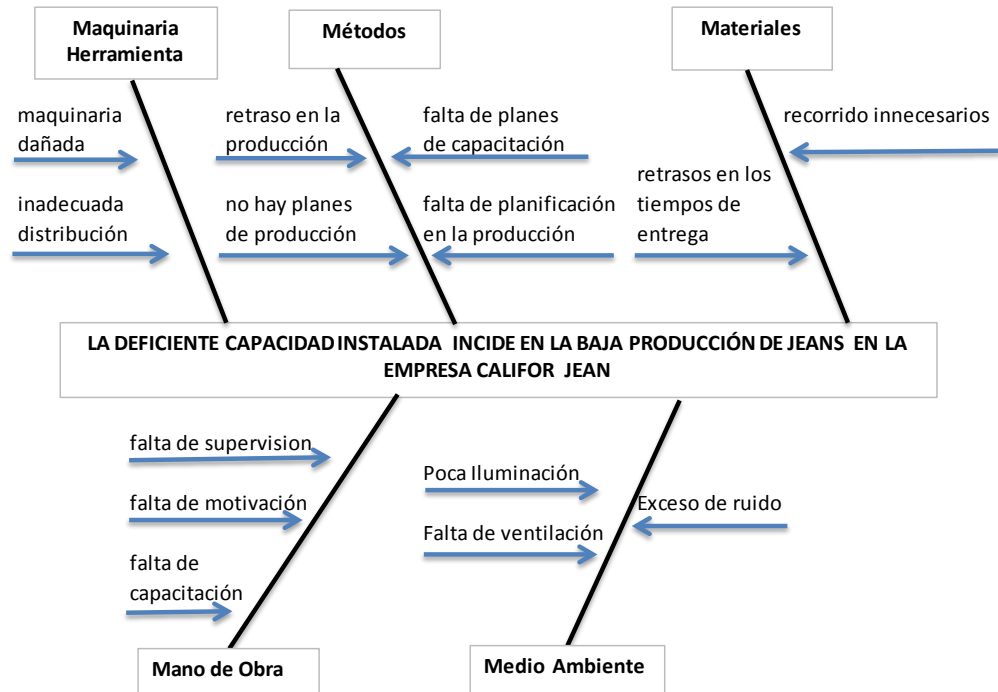 Maquinaria
Herramienta
Métodos
Materiales
maquinaria
dañada
inadecuada
distribución
retraso en la
producción
no hay planes
de producción
falta de planes
de capacitación
falta de planificación
en la producción
recorrido innecesarios
retrasos en los
tiempos de
entrega
LA DEFICIENTE CAPACIDAD INSTALADA INCIDE EN LA BAJA PRODUCCIÓN DE JEANS EN LA
EMPRESA CALIFOR JEAN
falta de supervision
falta de motivación
falta de
capacitación
Poca Iluminación
Falta de ventilación
Exceso de ruido
Mano de Obra
Medio Ambiente